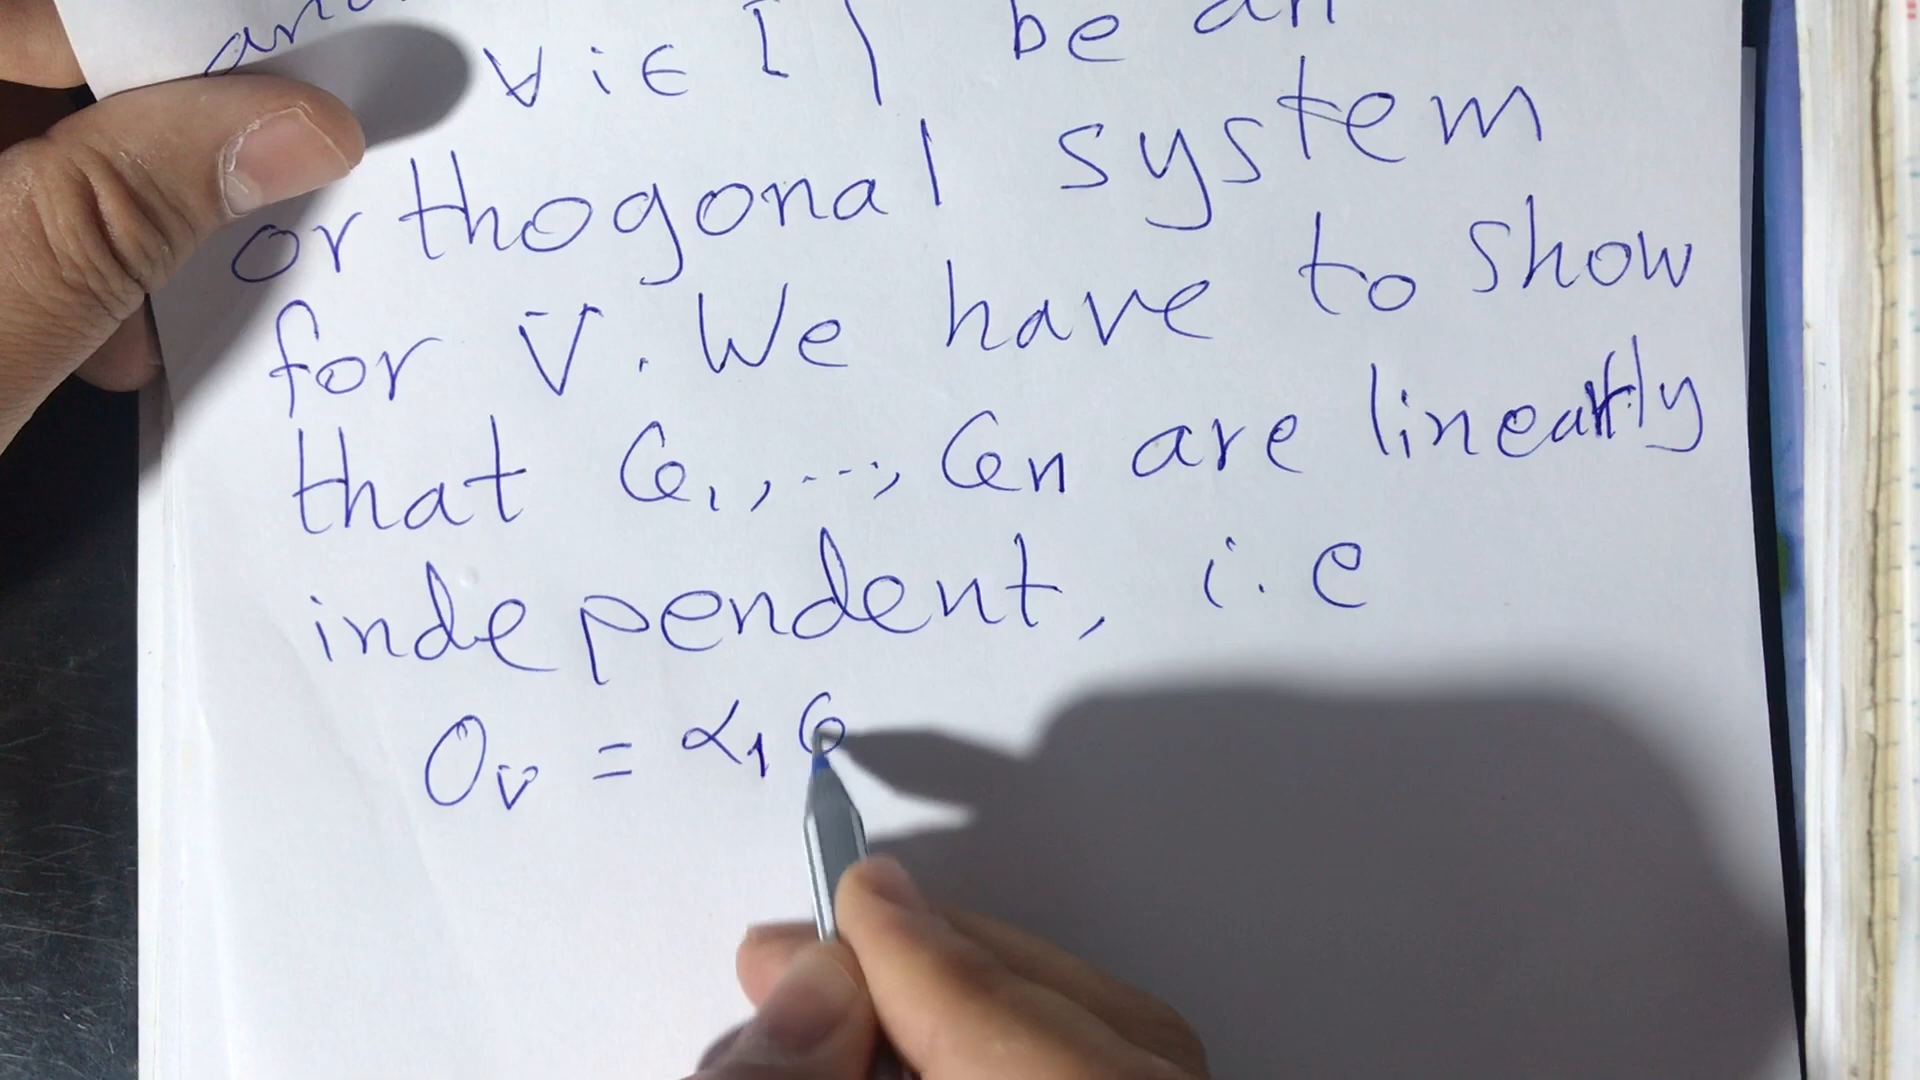 ∀ i ∈ I } be an
orthogonal system
for V. We have to show
that e₁, ..., eₙ are linearly
independent, i.e
0ᵥ = α₁ e